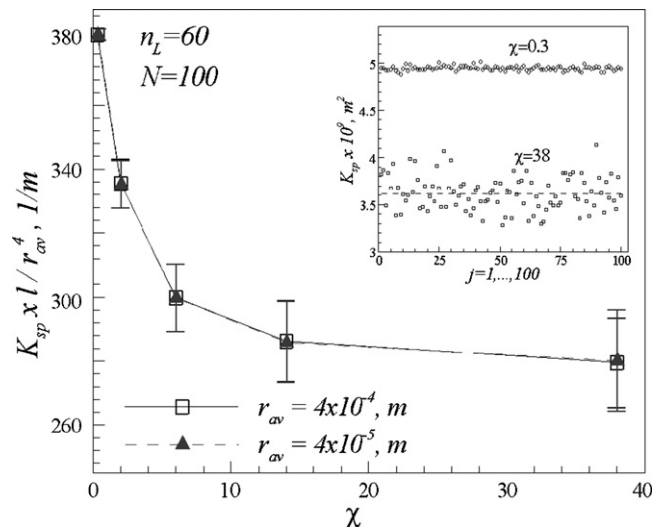 K_sp x l / r_av^4 , 1/m
380
340
300
260
n_L=60
N=100
r_av = 4x10^-4, m
r_av = 4x10^-5, m
0
10
20
30
40
χ
K_sp x 10^9, m^2
5
4.5
4
3.5
3
χ=0.3
χ=38
0
25
50
75
100
j=1,...,100